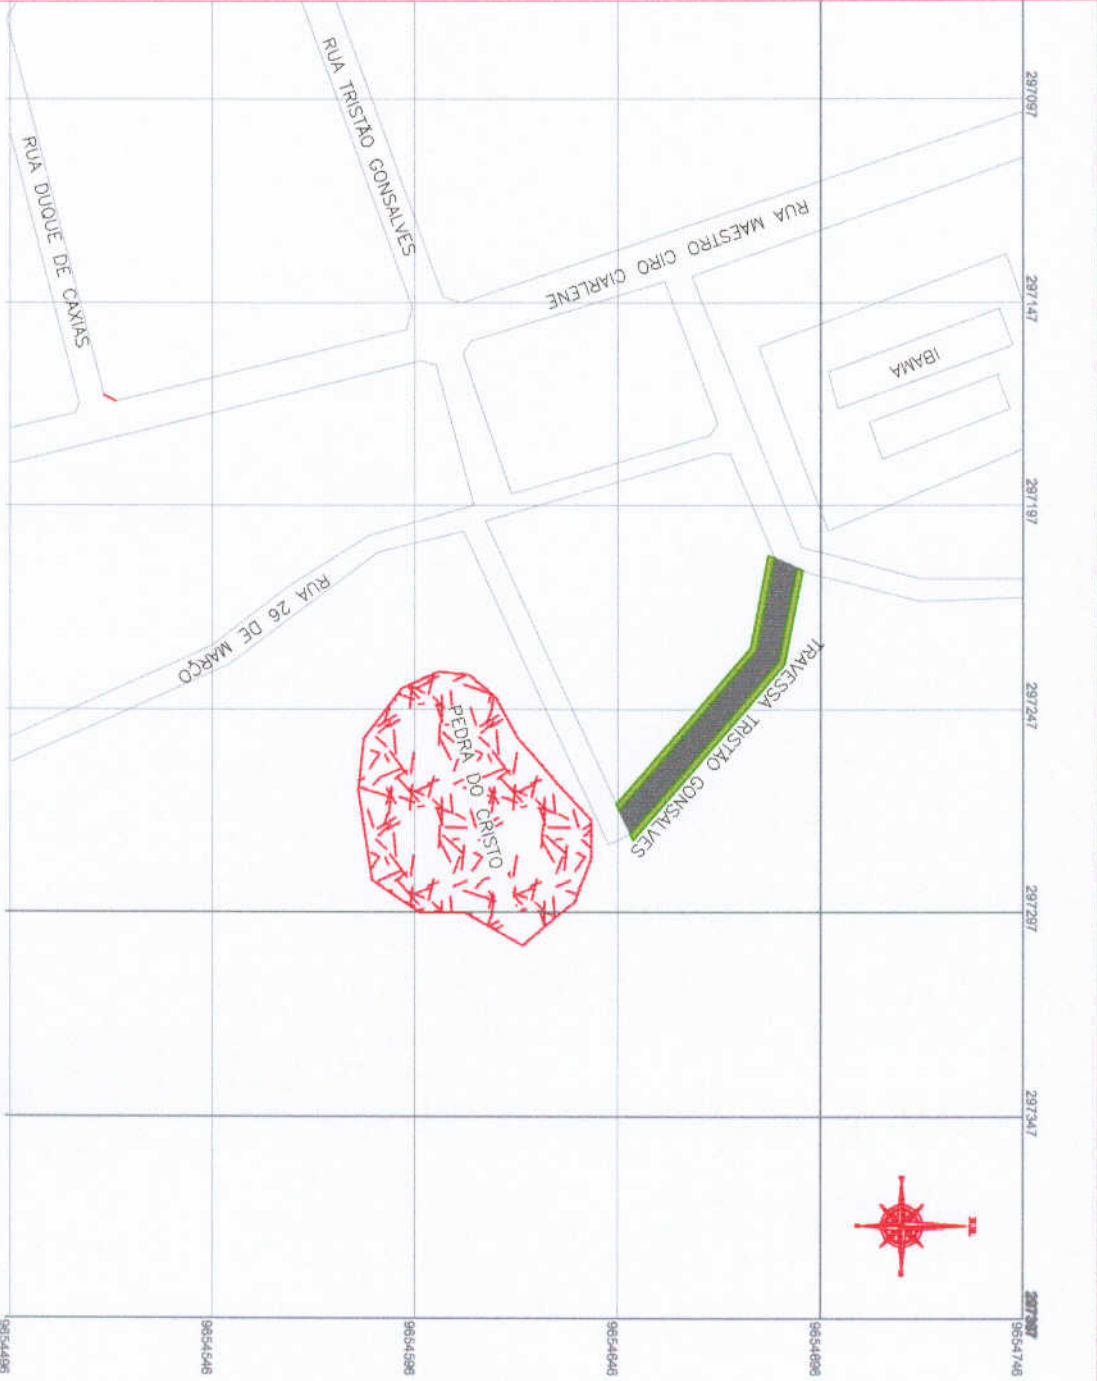 297097
297147
297197
297247
297297
297347
9654746
9654696
9654646
9654596
9654546
9654496
RUA TRISTÃO GONSALVES
RUA DUQUE DE CAXIAS
RUA MAESTRO CIRO CIARLENE
IBAMA
RUA 26 DE MARÇO
TRAVESSA TRISTÃO GONSALVES
PEDRA DO CRISTO